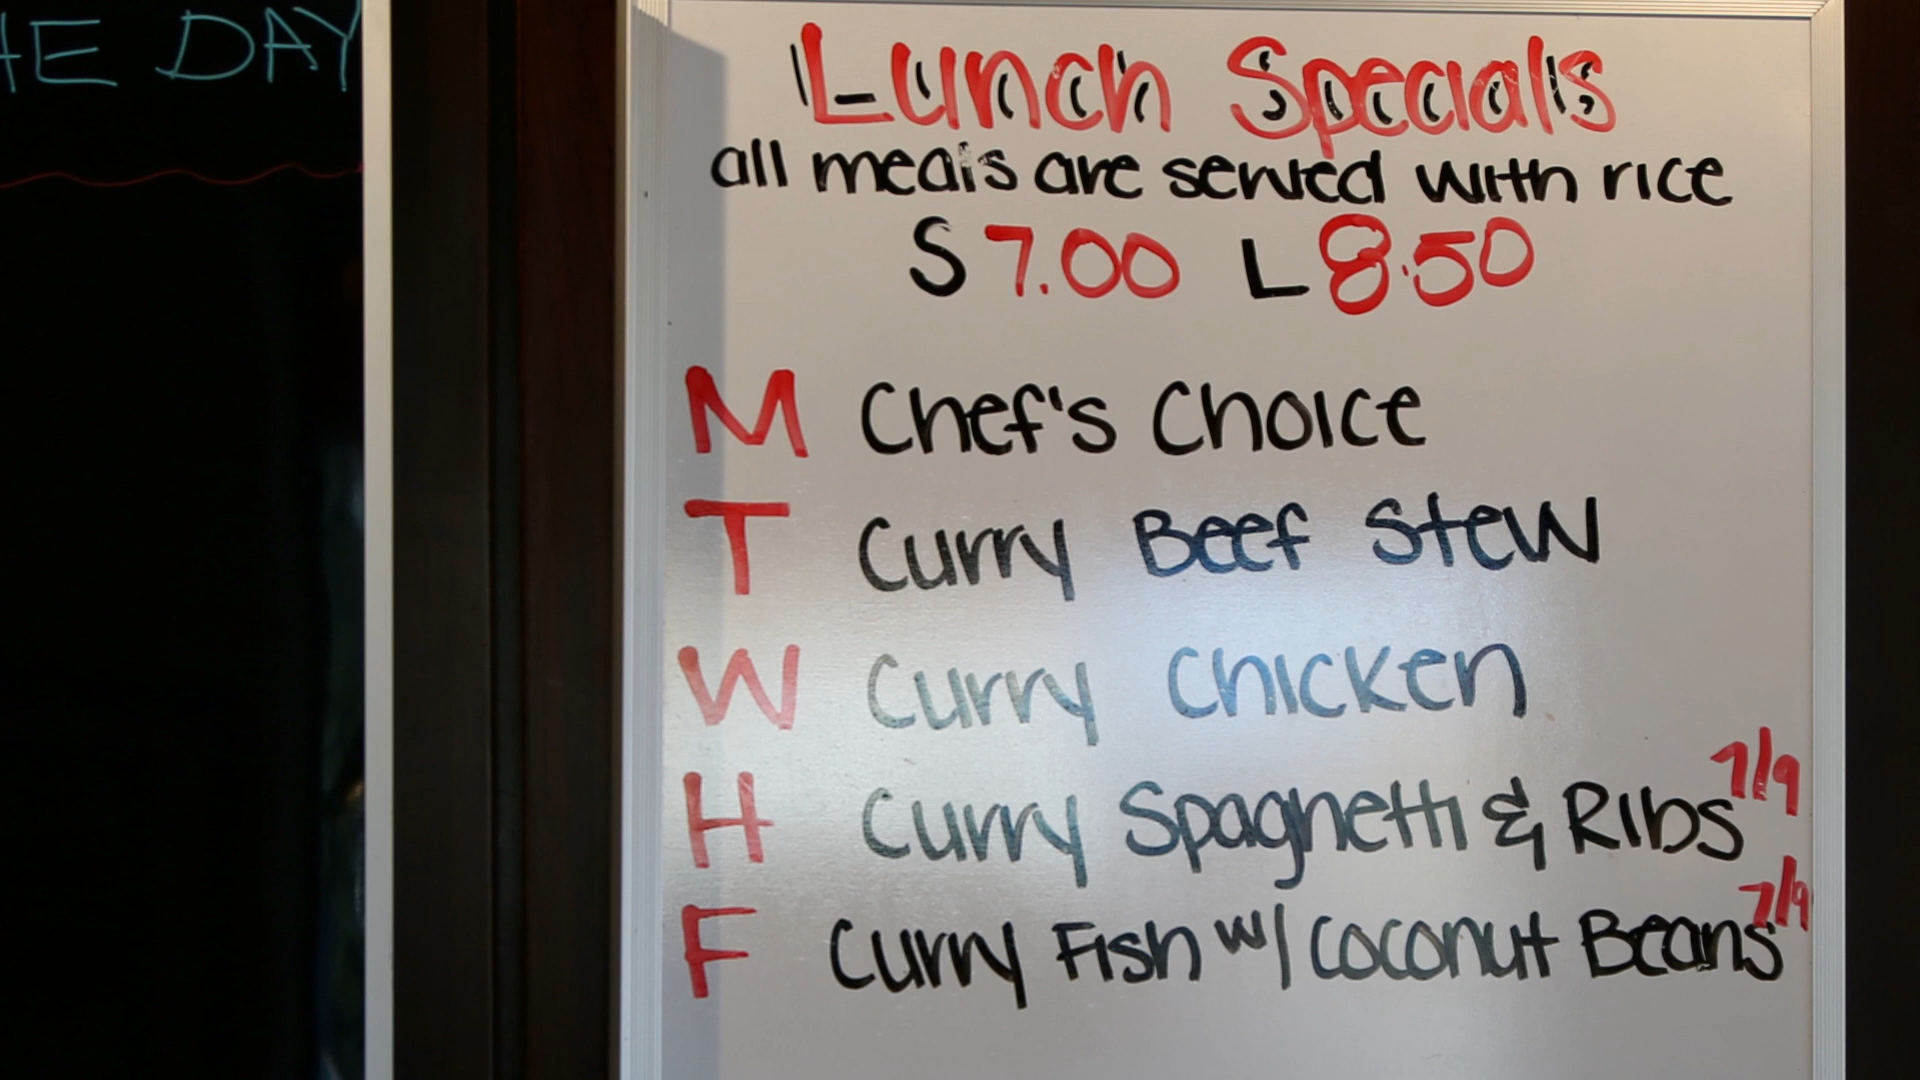 HE DAY
Lunch Specials
all meals are served with rice
S 7.00 L 8.50
M Chef's Choice
T Curry Beef Stew
W Curry Chicken
H Curry Spaghetti & Ribs 7/9
F Curry Fish w/ Coconut Beans 7/9